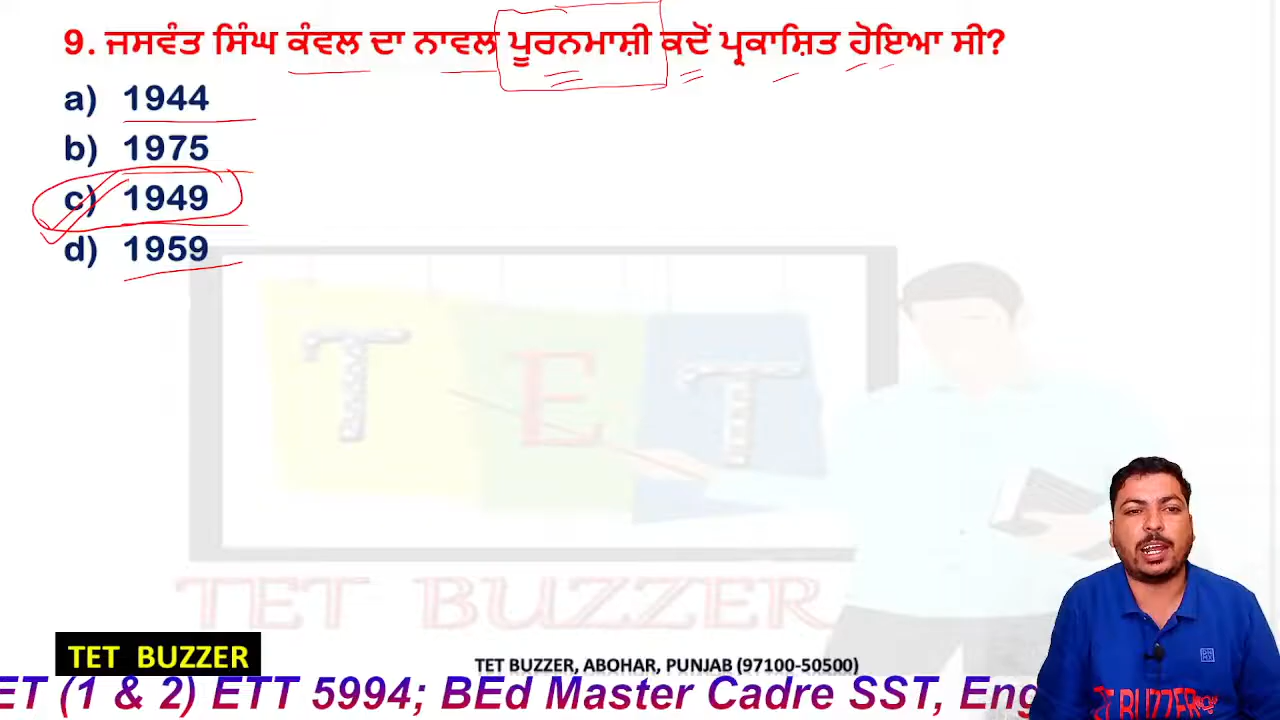 9. ਜਸਵੰਤ ਸਿੰਘ ਕੰਵਲ ਦਾ ਨਾਵਲ ਪੂਰਨਮਾਸ਼ੀ ਕਦੋਂ ਪ੍ਰਕਾਸ਼ਿਤ ਹੋਇਆ ਸੀ?
a) 1944
b) 1975
c) 1949
d) 1959
T E T
TET BUZZER
TET BUZZER
TET BUZZER, ABOHAR, PUNJAB (97100-50500)
ET (1 & 2) ETT 5994; BEd Master Cadre SST, Eng
BUZZER